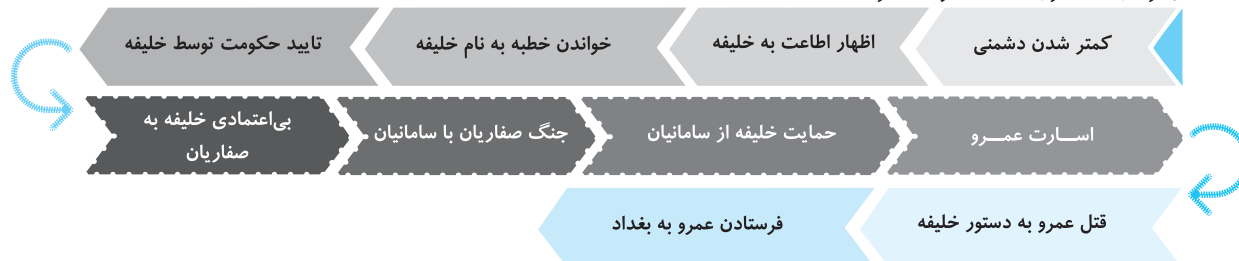 کمتر شدن دشمنی
اظهار اطاعت به خلیفه
خواندن خطبه به نام خلیفه
تایید حکومت توسط خلیفه
بی‌اعتمادی خلیفه به
صفاریان
جنگ صفاریان با سامانیان
حمایت خلیفه از سامانیان
اسـارت عمـرو
قتل عمرو به دستور خلیفه
فرستادن عمرو به بغداد